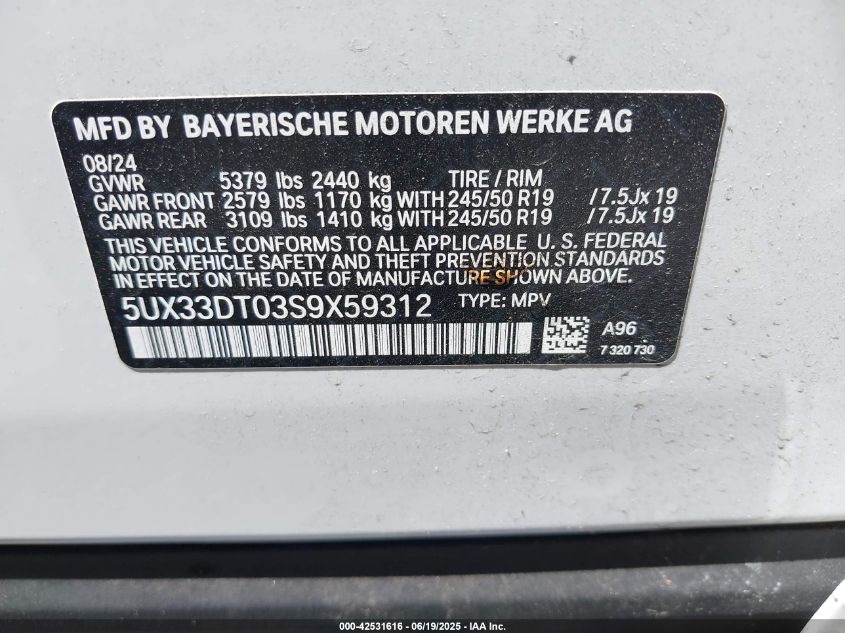 MFD BY BAYERISCHE MOTOREN WERKE AG
08/24
GVWR 5379 lbs 2440 kg TIRE / RIM
GAWR FRONT 2579 lbs 1170 kg WITH 245/50 R19 /7.5Jx 19
GAWR REAR 3109 lbs 1410 kg WITH 245/50 R19 /7.5Jx 19
THIS VEHICLE CONFORMS TO ALL APPLICABLE U. S. FEDERAL
MOTOR VEHICLE SAFETY AND THEFT PREVENTION STANDARDS
IN EFFECT ON THE DATE OF MANUFACTURE SHOWN ABOVE.
5UX33DT03S9X59312 TYPE: MPV
A96
7 320 730
000-42531616 - 06/19/2025 - IAA Inc.